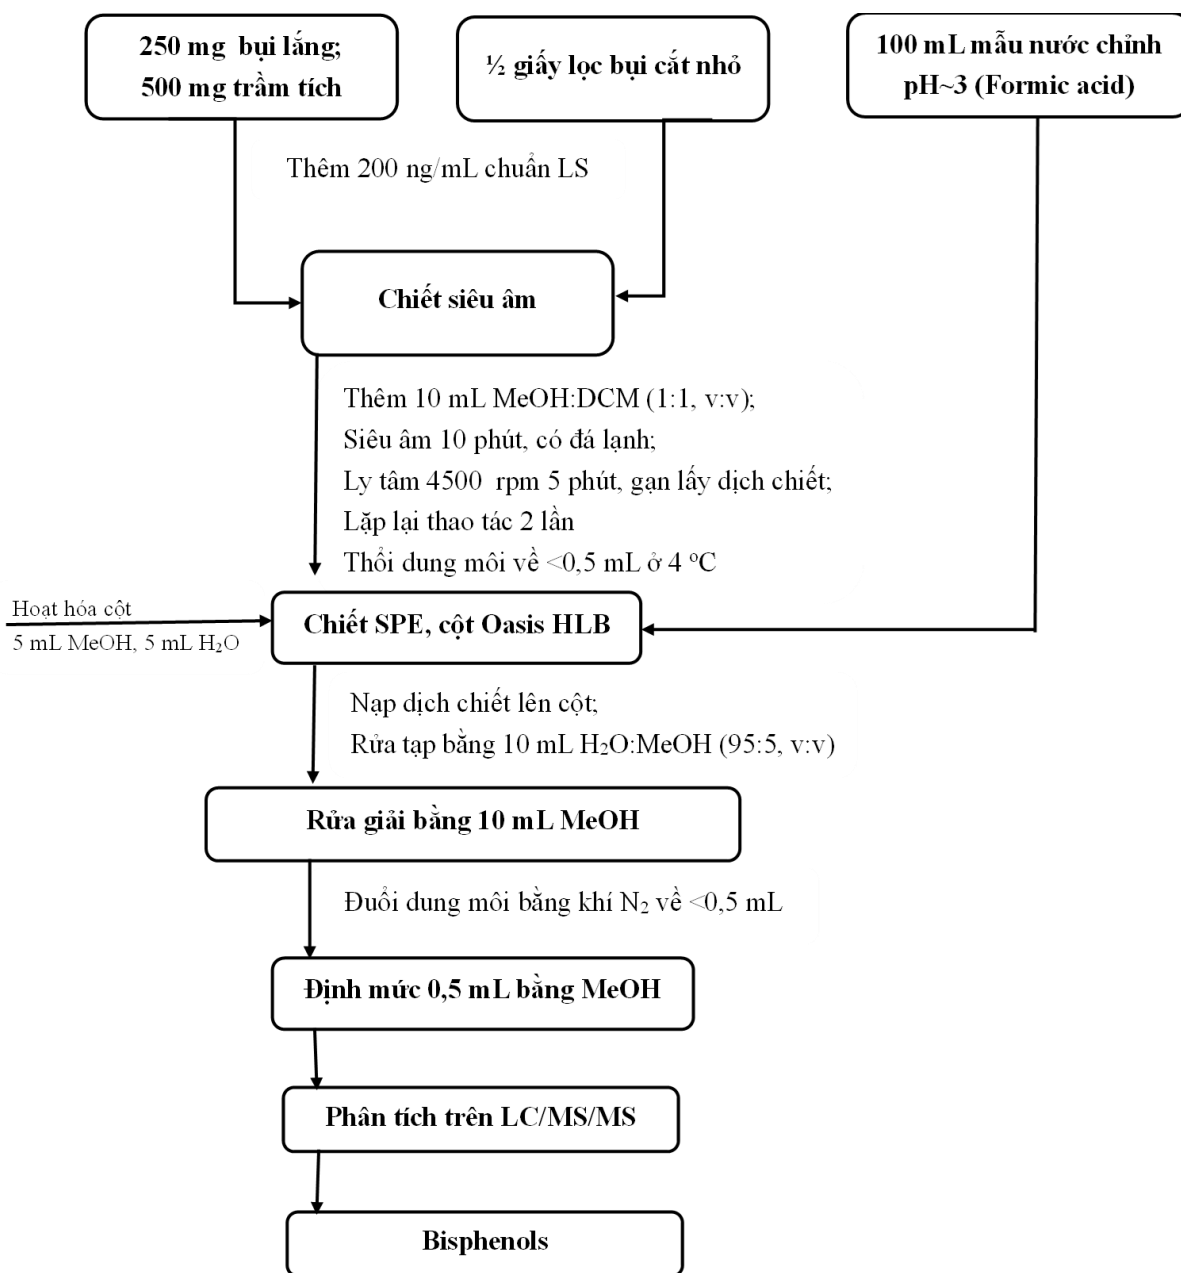 250 mg bụi lắng;
500 mg trầm tích
½ giấy lọc bụi cắt nhỏ
100 mL mẫu nước chỉnh
pH~3 (Formic acid)
Thêm 200 ng/mL chuẩn LS
Chiết siêu âm
Thêm 10 mL MeOH:DCM (1:1, v:v);
Siêu âm 10 phút, có đá lạnh;
Ly tâm 4500 rpm 5 phút, gạn lấy dịch chiết;
Lặp lại thao tác 2 lần
Thổi dung môi về <0,5 mL ở 4 °C
Hoạt hóa cột
5 mL MeOH, 5 mL H₂O
Chiết SPE, cột Oasis HLB
Nạp dịch chiết lên cột;
Rửa tạp bằng 10 mL H₂O:MeOH (95:5, v:v)
Rửa giải bằng 10 mL MeOH
Đuổi dung môi bằng khí N₂ về <0,5 mL
Định mức 0,5 mL bằng MeOH
Phân tích trên LC/MS/MS
Bisphenols